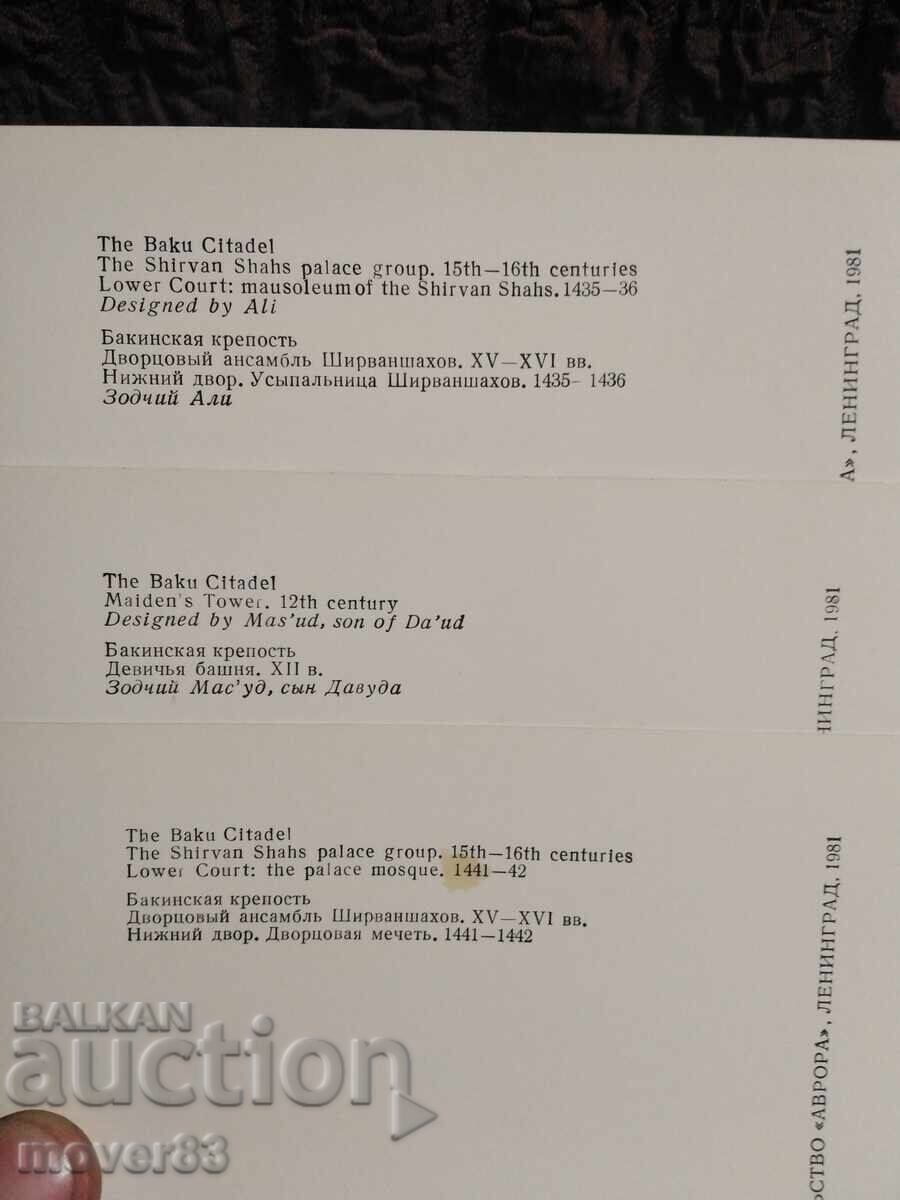 The Baku Citadel
The Shirvan Shahs palace group. 15th—16th centuries
Lower Court: mausoleum of the Shirvan Shahs. 1435—36
Designed by Ali
Бакинская крепость
Дворцовый ансамбль Ширваншахов. XV—XVI вв.
Нижний двор. Усыпальница Ширваншахов. 1435- 1436
Зодчий Али
А», ЛЕНИНГРАД, 1981
The Baku Citadel
Maiden's Tower. 12th century
Designed by Mas'ud, son of Da'ud
Бакинская крепость
Девичья башня. XII в.
Зодчий Мас'уд, сын Давуда
НИНГРАД, 1981
The Baku Citadel
The Shirvan Shahs palace group. 15th—16th centuries
Lower Court: the palace mosque. 1441—42
Бакинская крепость
Дворцовый ансамбль Ширваншахов. XV—XVI вв.
Нижний двор. Дворцовая мечеть. 1441—1442
СТВО «АВРОРА», ЛЕНИНГРАД, 1981
BALKAN
auction
mover83